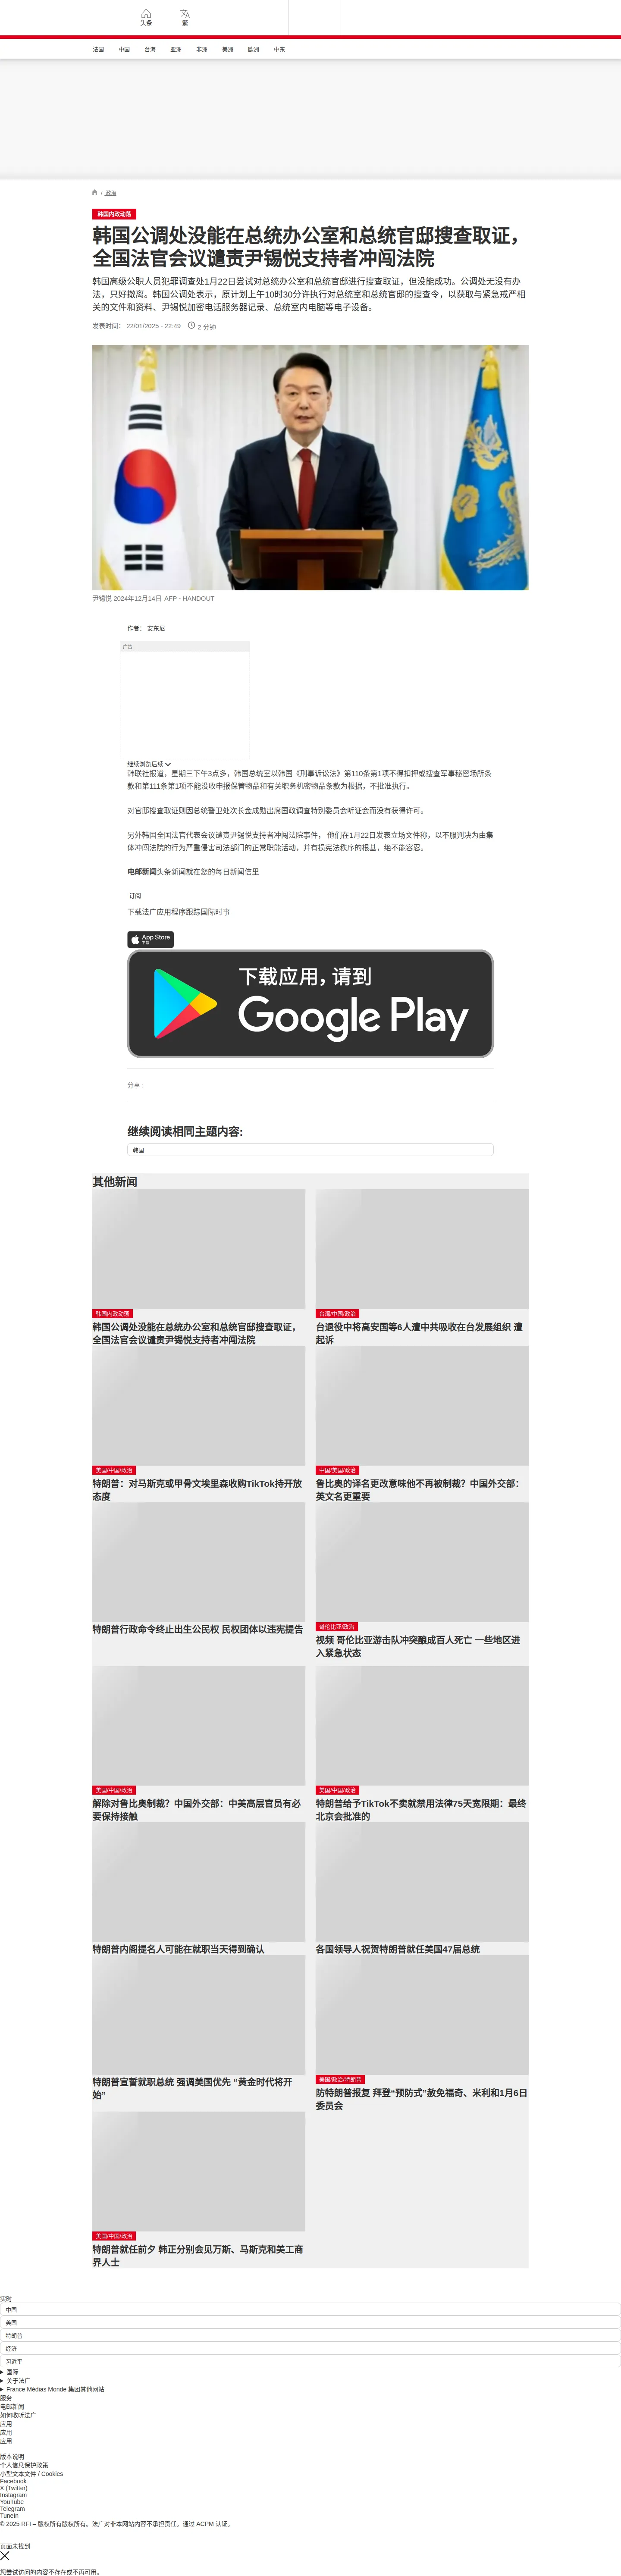 头条
繁
法国
中国
台海
亚洲
非洲
美洲
欧洲
中东
/ 政治
韩国内政动荡
韩国公调处没能在总统办公室和总统官邸搜查取证，
全国法官会议谴责尹锡悦支持者冲闯法院
韩国高级公职人员犯罪调查处1月22日尝试对总统办公室和总统官邸进行搜查取证，但没能成功。公调处无没有办
法，只好撤离。韩国公调处表示，原计划上午10时30分许执行对总统室和总统官邸的搜查令，以获取与紧急戒严相
关的文件和资料、尹锡悦加密电话服务器记录、总统室内电脑等电子设备。
发表时间： 22/01/2025 - 22:49
2 分钟
尹锡悦 2024年12月14日 AFP - HANDOUT
作者： 安东尼
广告
继续浏览后续
韩联社报道，星期三下午3点多，韩国总统室以韩国《刑事诉讼法》第110条第1项不得扣押或搜查军事秘密场所条
款和第111条第1项不能没收申报保管物品和有关职务机密物品条款为根据，不批准执行。
对官邸搜查取证则因总统警卫处次长金成勋出席国政调查特别委员会听证会而没有获得许可。
另外韩国全国法官代表会议谴责尹锡悦支持者冲闯法院事件， 他们在1月22日发表立场文件称，以不服判决为由集
体冲闯法院的行为严重侵害司法部门的正常职能活动，并有损宪法秩序的根基，绝不能容忍。
电邮新闻头条新闻就在您的每日新闻信里
订阅
下载法广应用程序跟踪国际时事
App Store
下载
下载应用，请到
Google Play
分享 :
继续阅读相同主题内容:
韩国
其他新闻
韩国内政动荡
韩国公调处没能在总统办公室和总统官邸搜查取证，
全国法官会议谴责尹锡悦支持者冲闯法院
台湾/中国/政治
台退役中将高安国等6人遭中共吸收在台发展组织 遭
起诉
美国/中国/政治
特朗普：对马斯克或甲骨文埃里森收购TikTok持开放
态度
中国/美国/政治
鲁比奥的译名更改意味他不再被制裁？中国外交部：
英文名更重要
特朗普行政命令终止出生公民权 民权团体以违宪提告
哥伦比亚/政治
视频 哥伦比亚游击队冲突酿成百人死亡 一些地区进
入紧急状态
美国/中国/政治
解除对鲁比奥制裁？中国外交部：中美高层官员有必
要保持接触
美国/中国/政治
特朗普给予TikTok不卖就禁用法律75天宽限期：最终
北京会批准的
特朗普内阁提名人可能在就职当天得到确认
各国领导人祝贺特朗普就任美国47届总统
特朗普宣誓就职总统 强调美国优先 “黄金时代将开
始”
美国/政治/特朗普
防特朗普报复 拜登“预防式”赦免福奇、米利和1月6日
委员会
美国/中国/政治
特朗普就任前夕 韩正分别会见万斯、马斯克和美工商
界人士
实时
中国
美国
特朗普
经济
习近平
国际
关于法广
France Médias Monde 集团其他网站
服务
电邮新闻
如何收听法广
应用
应用
应用
版本说明
个人信息保护政策
小型文本文件 / Cookies
Facebook
X (Twitter)
Instagram
YouTube
Telegram
TuneIn
© 2025 RFI – 版权所有版权所有。法广对非本网站内容不承担责任。通过 ACPM 认证。
页面未找到
您尝试访问的内容不存在或不再可用。